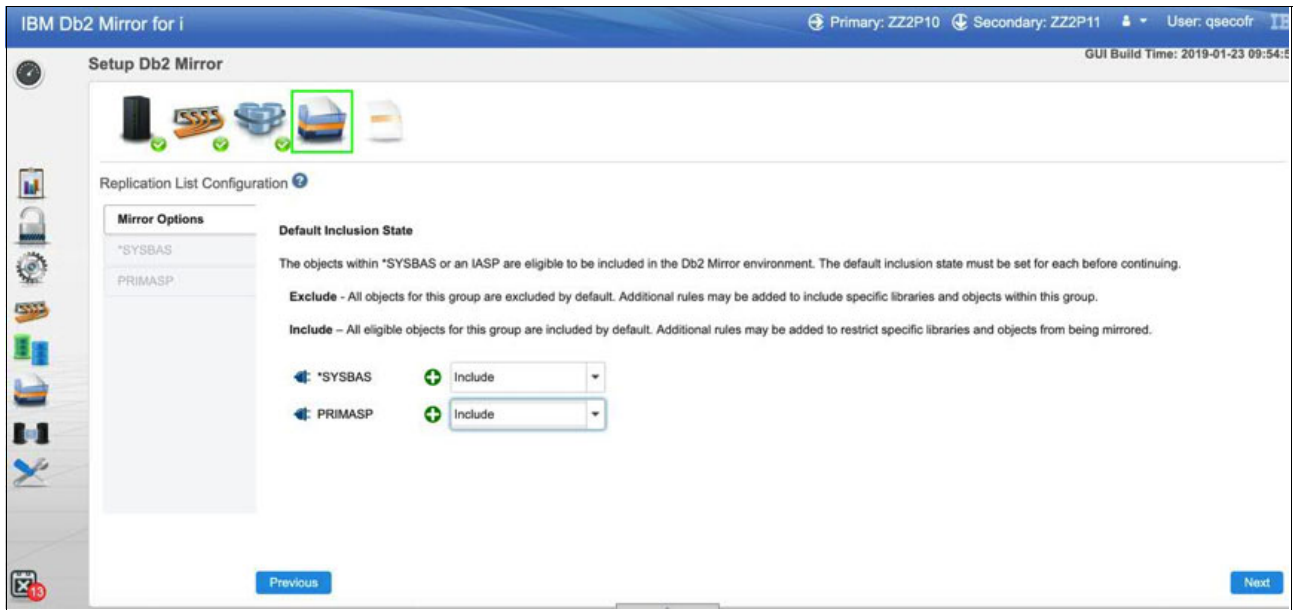 IBM Db2 Mirror for i
Primary: ZZ2P10 Secondary: ZZ2P11 User: qsecofr
GUI Build Time: 2019-01-23 09:54:5
Setup Db2 Mirror
Replication List Configuration
Mirror Options
*SYSBAS
PRIMASP
Default Inclusion State
The objects within *SYSBAS or an IASP are eligible to be included in the Db2 Mirror environment. The default inclusion state must be set for each before continuing.
Exclude - All objects for this group are excluded by default. Additional rules may be added to include specific libraries and objects within this group.
Include – All eligible objects for this group are included by default. Additional rules may be added to restrict specific libraries and objects from being mirrored.
*SYSBAS Include
PRIMASP Include
Previous Next
13